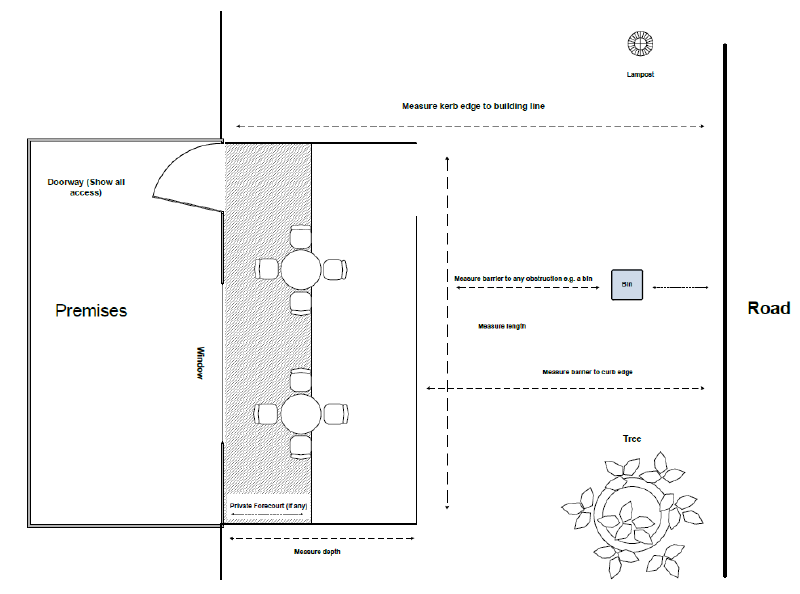 Lampost
Measure kerb edge to building line
Doorway (Show all
access)
Measure barrier to any obstruction e.g. a bin
Bin
Premises
Road
Measure length
Window
Measure barrier to curb edge
Tree
Private Forecourt (if any)
Measure depth